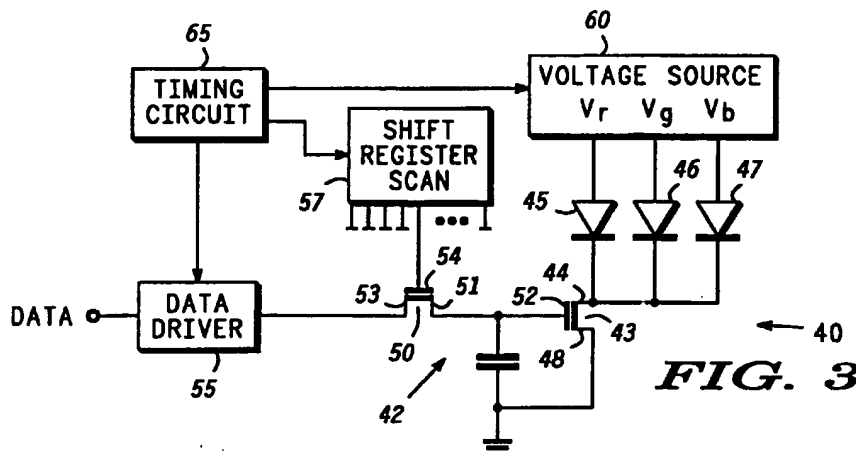 65
TIMING
CIRCUIT
60
VOLTAGE SOURCE
Vr Vg Vb
SHIFT
REGISTER
SCAN
57
45
46
47
54
53
51
50
52
44
43
48
DATA
DATA
DRIVER
55
42
40
FIG. 3